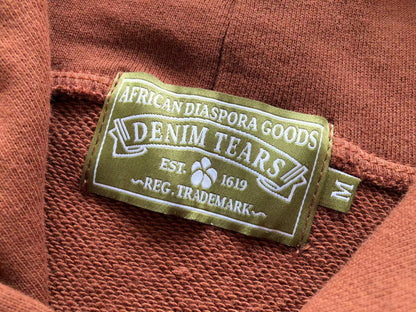 AFRICAN DIASPORA GOODS
DENIM TEARS
EST. 1619
REG. TRADEMARK
M